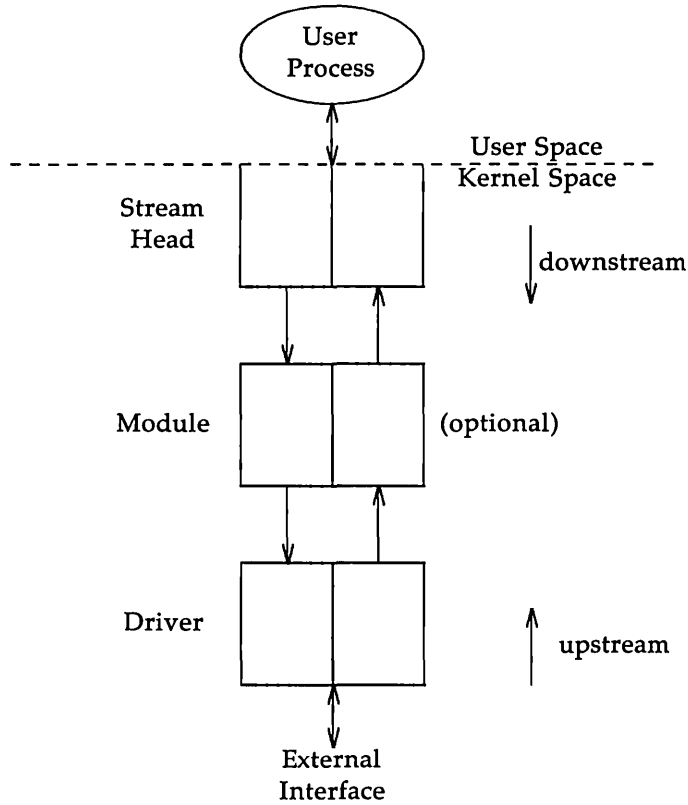 User
Process
User Space
Kernel Space
Stream
Head
downstream
Module
(optional)
Driver
upstream
External
Interface